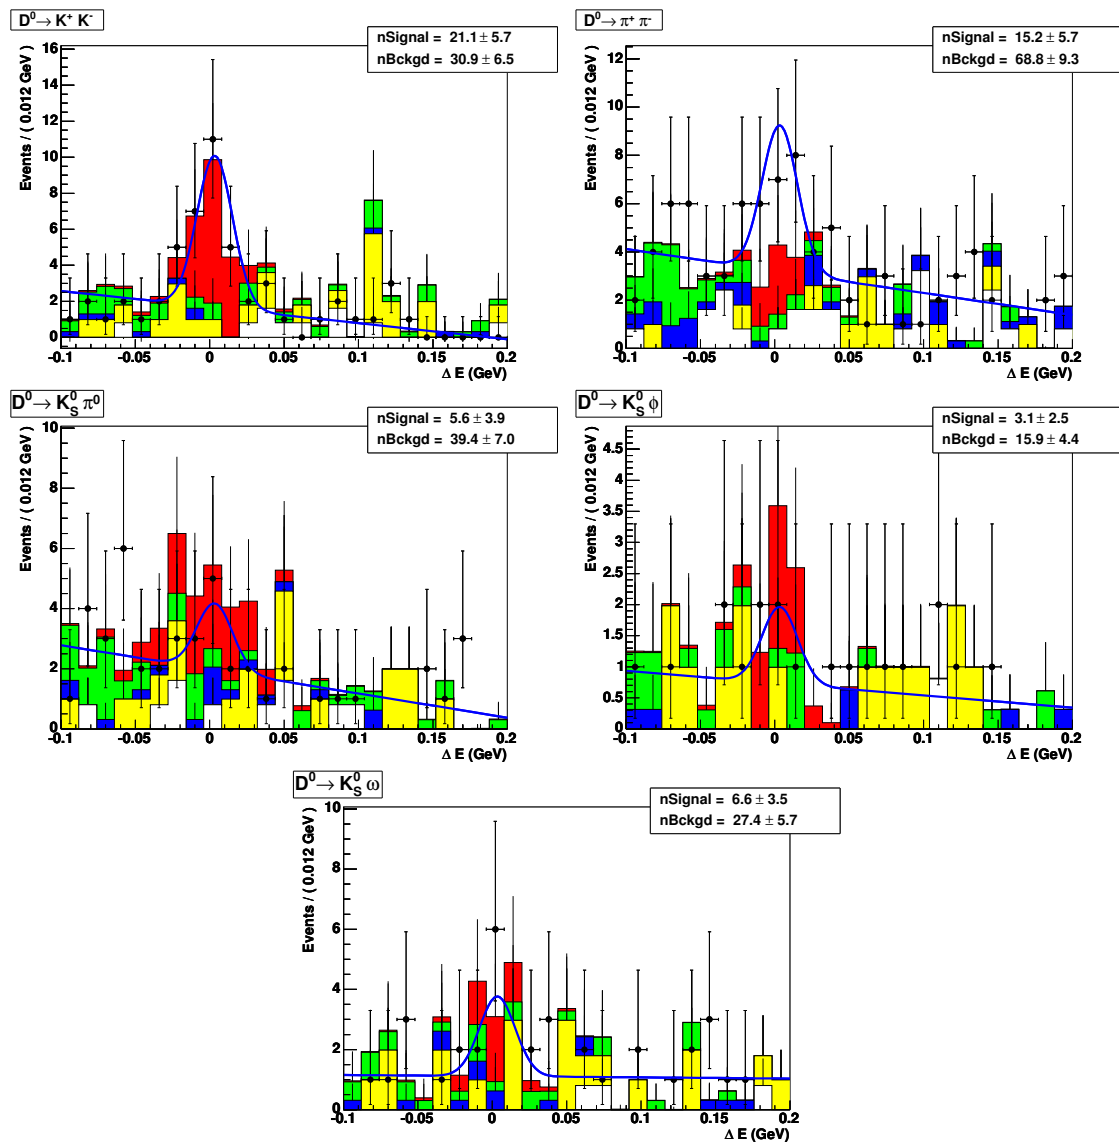 D⁰→ K⁺ K⁻
nSignal = 21.1 ± 5.7
nBckgd = 30.9 ± 6.5
Events / ( 0.012 GeV )
16
14
12
10
8
6
4
2
0
-0.1 -0.05 0 0.05 0.1 0.15 0.2
Δ E (GeV)
D⁰→ π⁺ π⁻
nSignal = 15.2 ± 5.7
nBckgd = 68.8 ± 9.3
Events / ( 0.012 GeV )
12
10
8
6
4
2
0
-0.1 -0.05 0 0.05 0.1 0.15 0.2
Δ E (GeV)
D⁰→ K_S⁰ π⁰
nSignal = 5.6 ± 3.9
nBckgd = 39.4 ± 7.0
Events / ( 0.012 GeV )
10
8
6
4
2
0
-0.1 -0.05 0 0.05 0.1 0.15 0.2
Δ E (GeV)
D⁰→ K_S⁰ ϕ
nSignal = 3.1 ± 2.5
nBckgd = 15.9 ± 4.4
Events / ( 0.012 GeV )
4.5
4
3.5
3
2.5
2
1.5
1
0.5
0
-0.1 -0.05 0 0.05 0.1 0.15 0.2
Δ E (GeV)
D⁰→ K_S⁰ ω
nSignal = 6.6 ± 3.5
nBckgd = 27.4 ± 5.7
Events / ( 0.012 GeV )
10
8
6
4
2
0
-0.1 -0.05 0 0.05 0.1 0.15 0.2
Δ E (GeV)